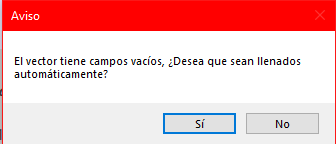 Aviso
El vector tiene campos vacíos, ¿Desea que sean llenados
automáticamente?
Sí
No